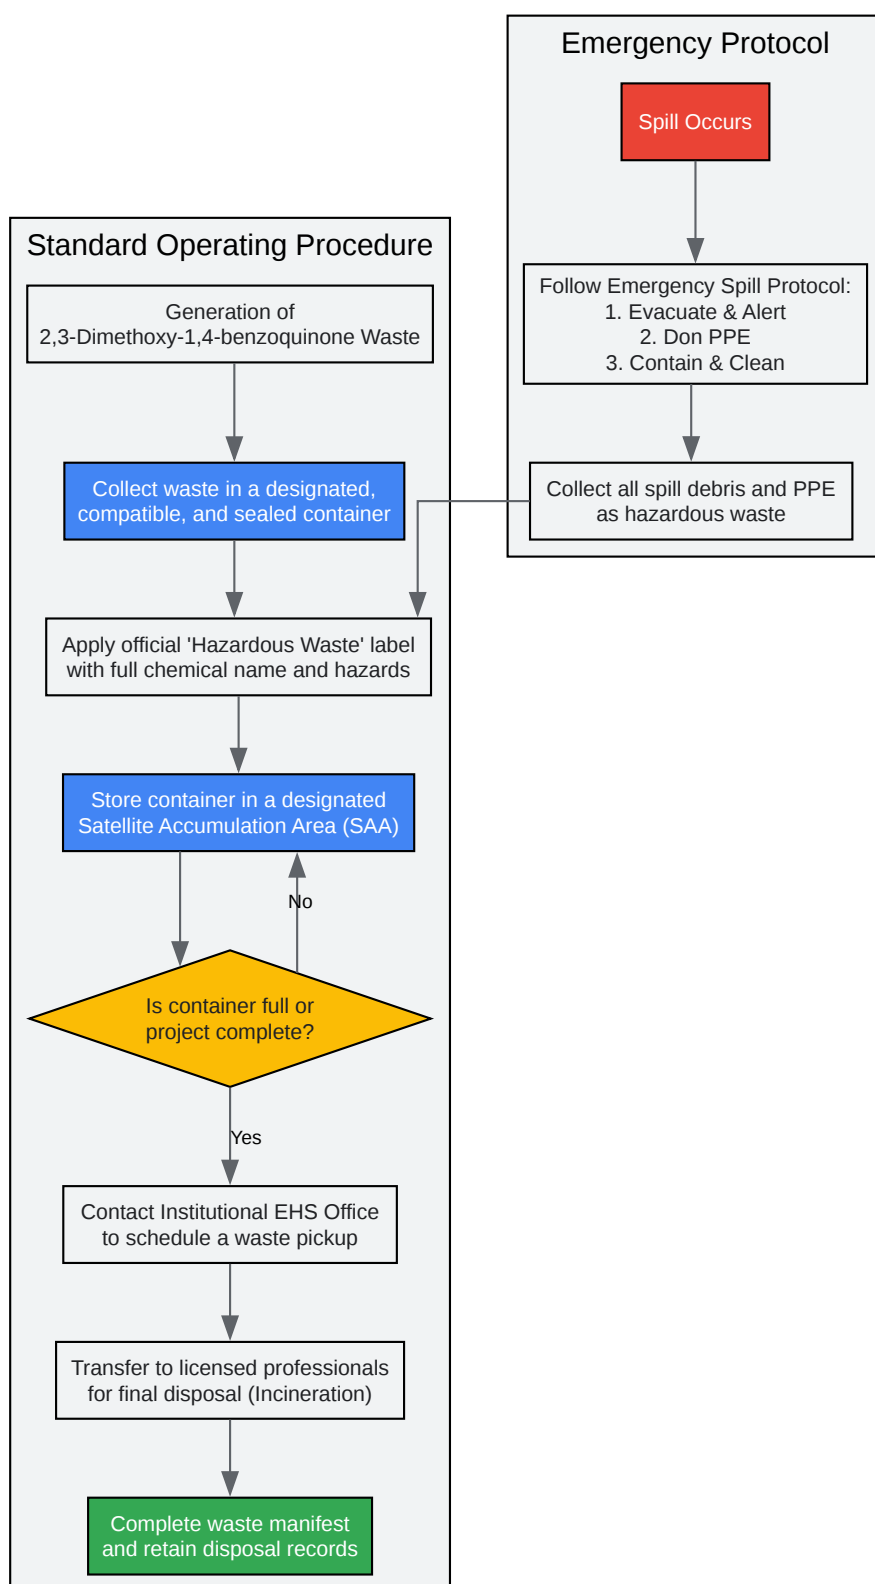 Emergency Protocol
Spill Occurs
Follow Emergency Spill Protocol:
1. Evacuate & Alert
2. Don PPE
3. Contain & Clean
Collect all spill debris and PPE
as hazardous waste
Standard Operating Procedure
Generation of
2,3-Dimethoxy-1,4-benzoquinone Waste
Collect waste in a designated,
compatible, and sealed container
Apply official 'Hazardous Waste' label
with full chemical name and hazards
Store container in a designated
Satellite Accumulation Area (SAA)
No
Is container full or
project complete?
Yes
Contact Institutional EHS Office
to schedule a waste pickup
Transfer to licensed professionals
for final disposal (Incineration)
Complete waste manifest
and retain disposal records